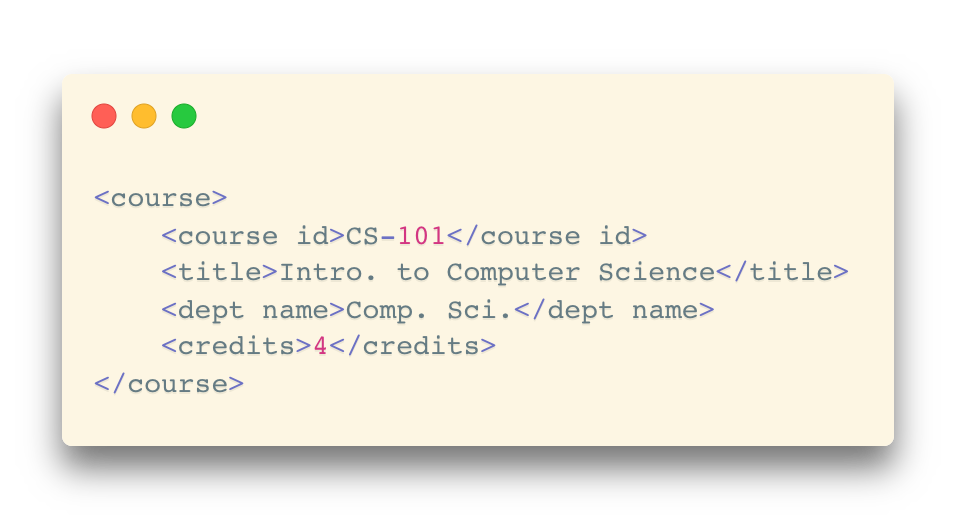 <course>
    <course id>CS-101</course id>
    <title>Intro. to Computer Science</title>
    <dept name>Comp. Sci.</dept name>
    <credits>4</credits>
</course>